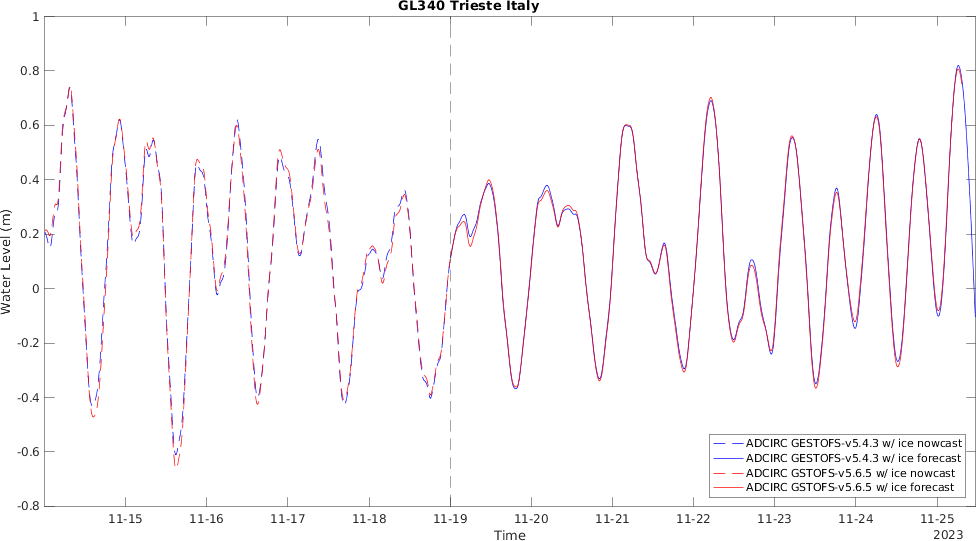 GL340 Trieste Italy
1
0.8
0.6
0.4
0.2
0
-0.2
-0.4
-0.6
-0.8
Water Level (m)
11-15 11-16 11-17 11-18 11-19 11-20 11-21 11-22 11-23 11-24 11-25
Time
2023
ADCIRC GESTOFS-v5.4.3 w/ ice nowcast
ADCIRC GESTOFS-v5.4.3 w/ ice forecast
ADCIRC GSTOFS-v5.6.5 w/ ice nowcast
ADCIRC GSTOFS-v5.6.5 w/ ice forecast